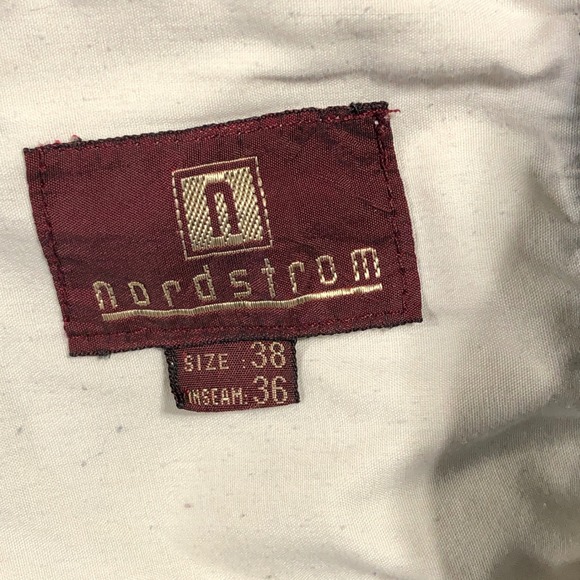 n
nordstrom
SIZE : 38
INSEAM: 36